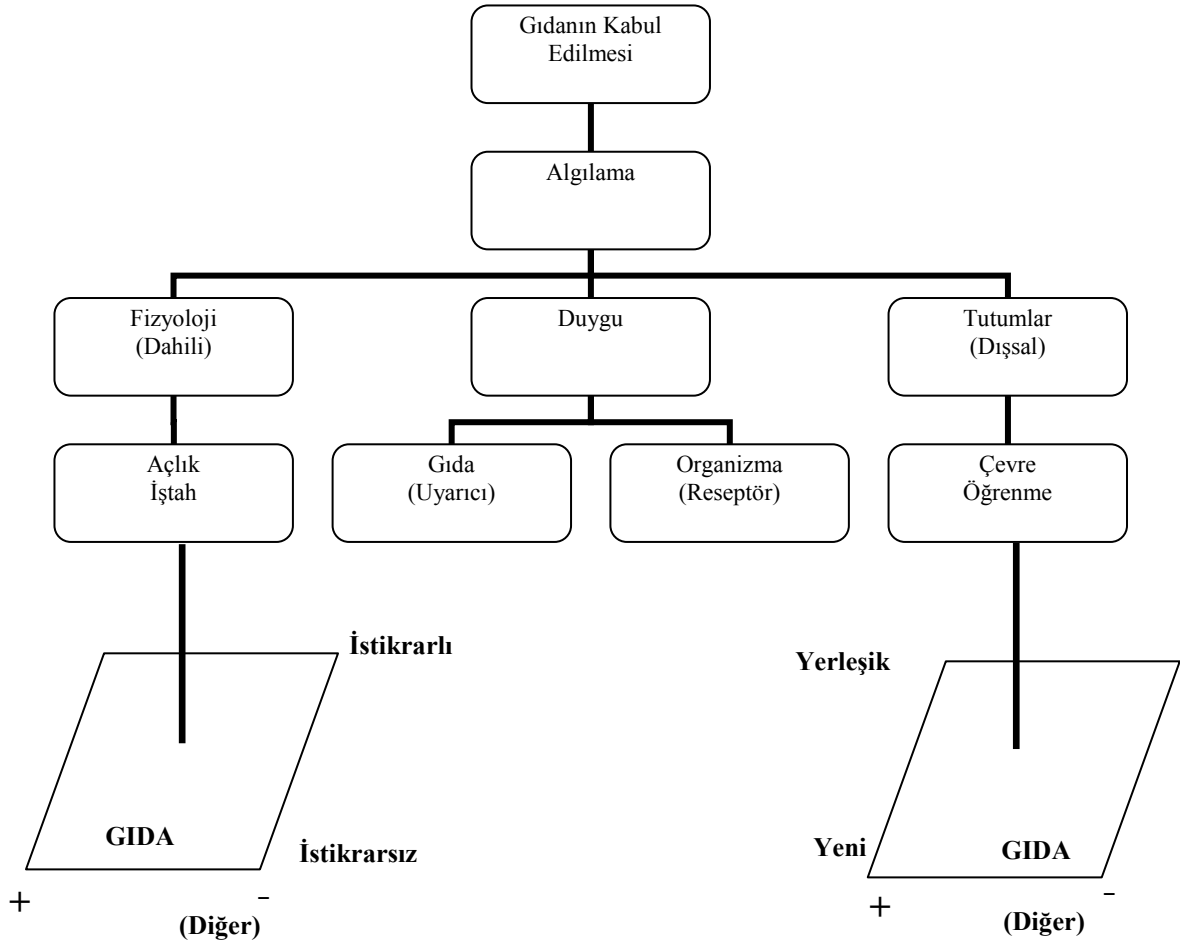 Gıdanın Kabul
Edilmesi
Algılama
Fizyoloji
(Dahili)
Duygu
Tutumlar
(Dışsal)
Açlık
İştah
Gıda
(Uyarıcı)
Organizma
(Reseptör)
Çevre
Öğrenme
İstikrarlı
GIDA
İstikrarsız
+
-
(Diğer)
Yerleşik
Yeni
GIDA
+
-
(Diğer)